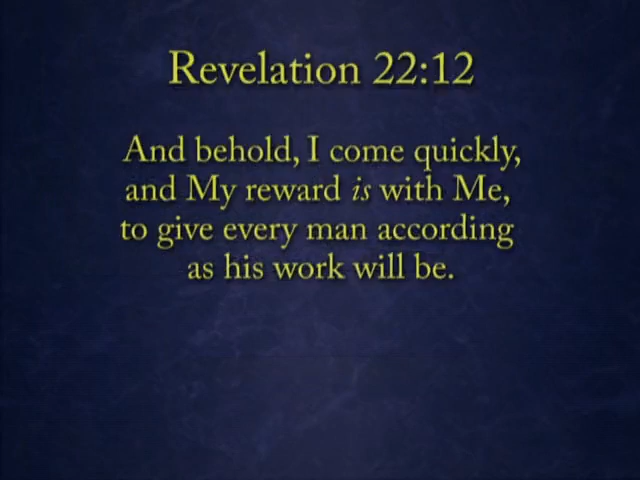 Revelation 22:12
And behold, I come quickly,
and My reward is with Me,
to give every man according
as his work will be.